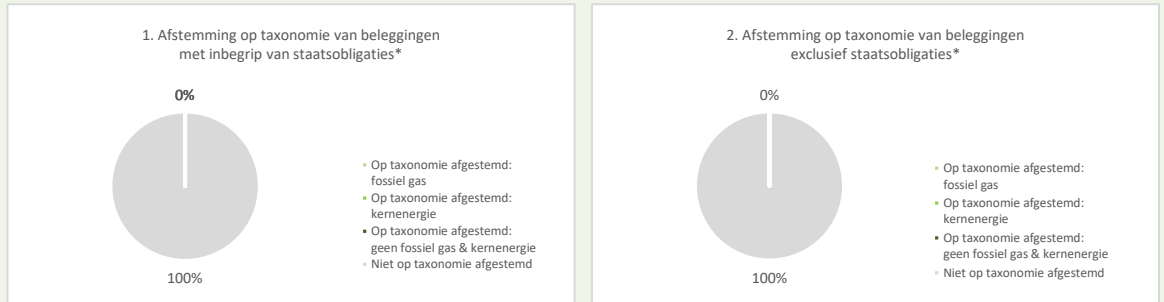 1. Afstemming op taxonomie van beleggingen
met inbegrip van staatsobligaties*
0%
100%
Op taxonomie afgestemd:
fossiel gas
Op taxonomie afgestemd:
kernenergie
Op taxonomie afgestemd:
geen fossiel gas & kernenergie
Niet op taxonomie afgestemd
2. Afstemming op taxonomie van beleggingen
exclusief staatsobligaties*
0%
100%
Op taxonomie afgestemd:
fossiel gas
Op taxonomie afgestemd:
kernenergie
Op taxonomie afgestemd:
geen fossiel gas & kernenergie
Niet op taxonomie afgestemd